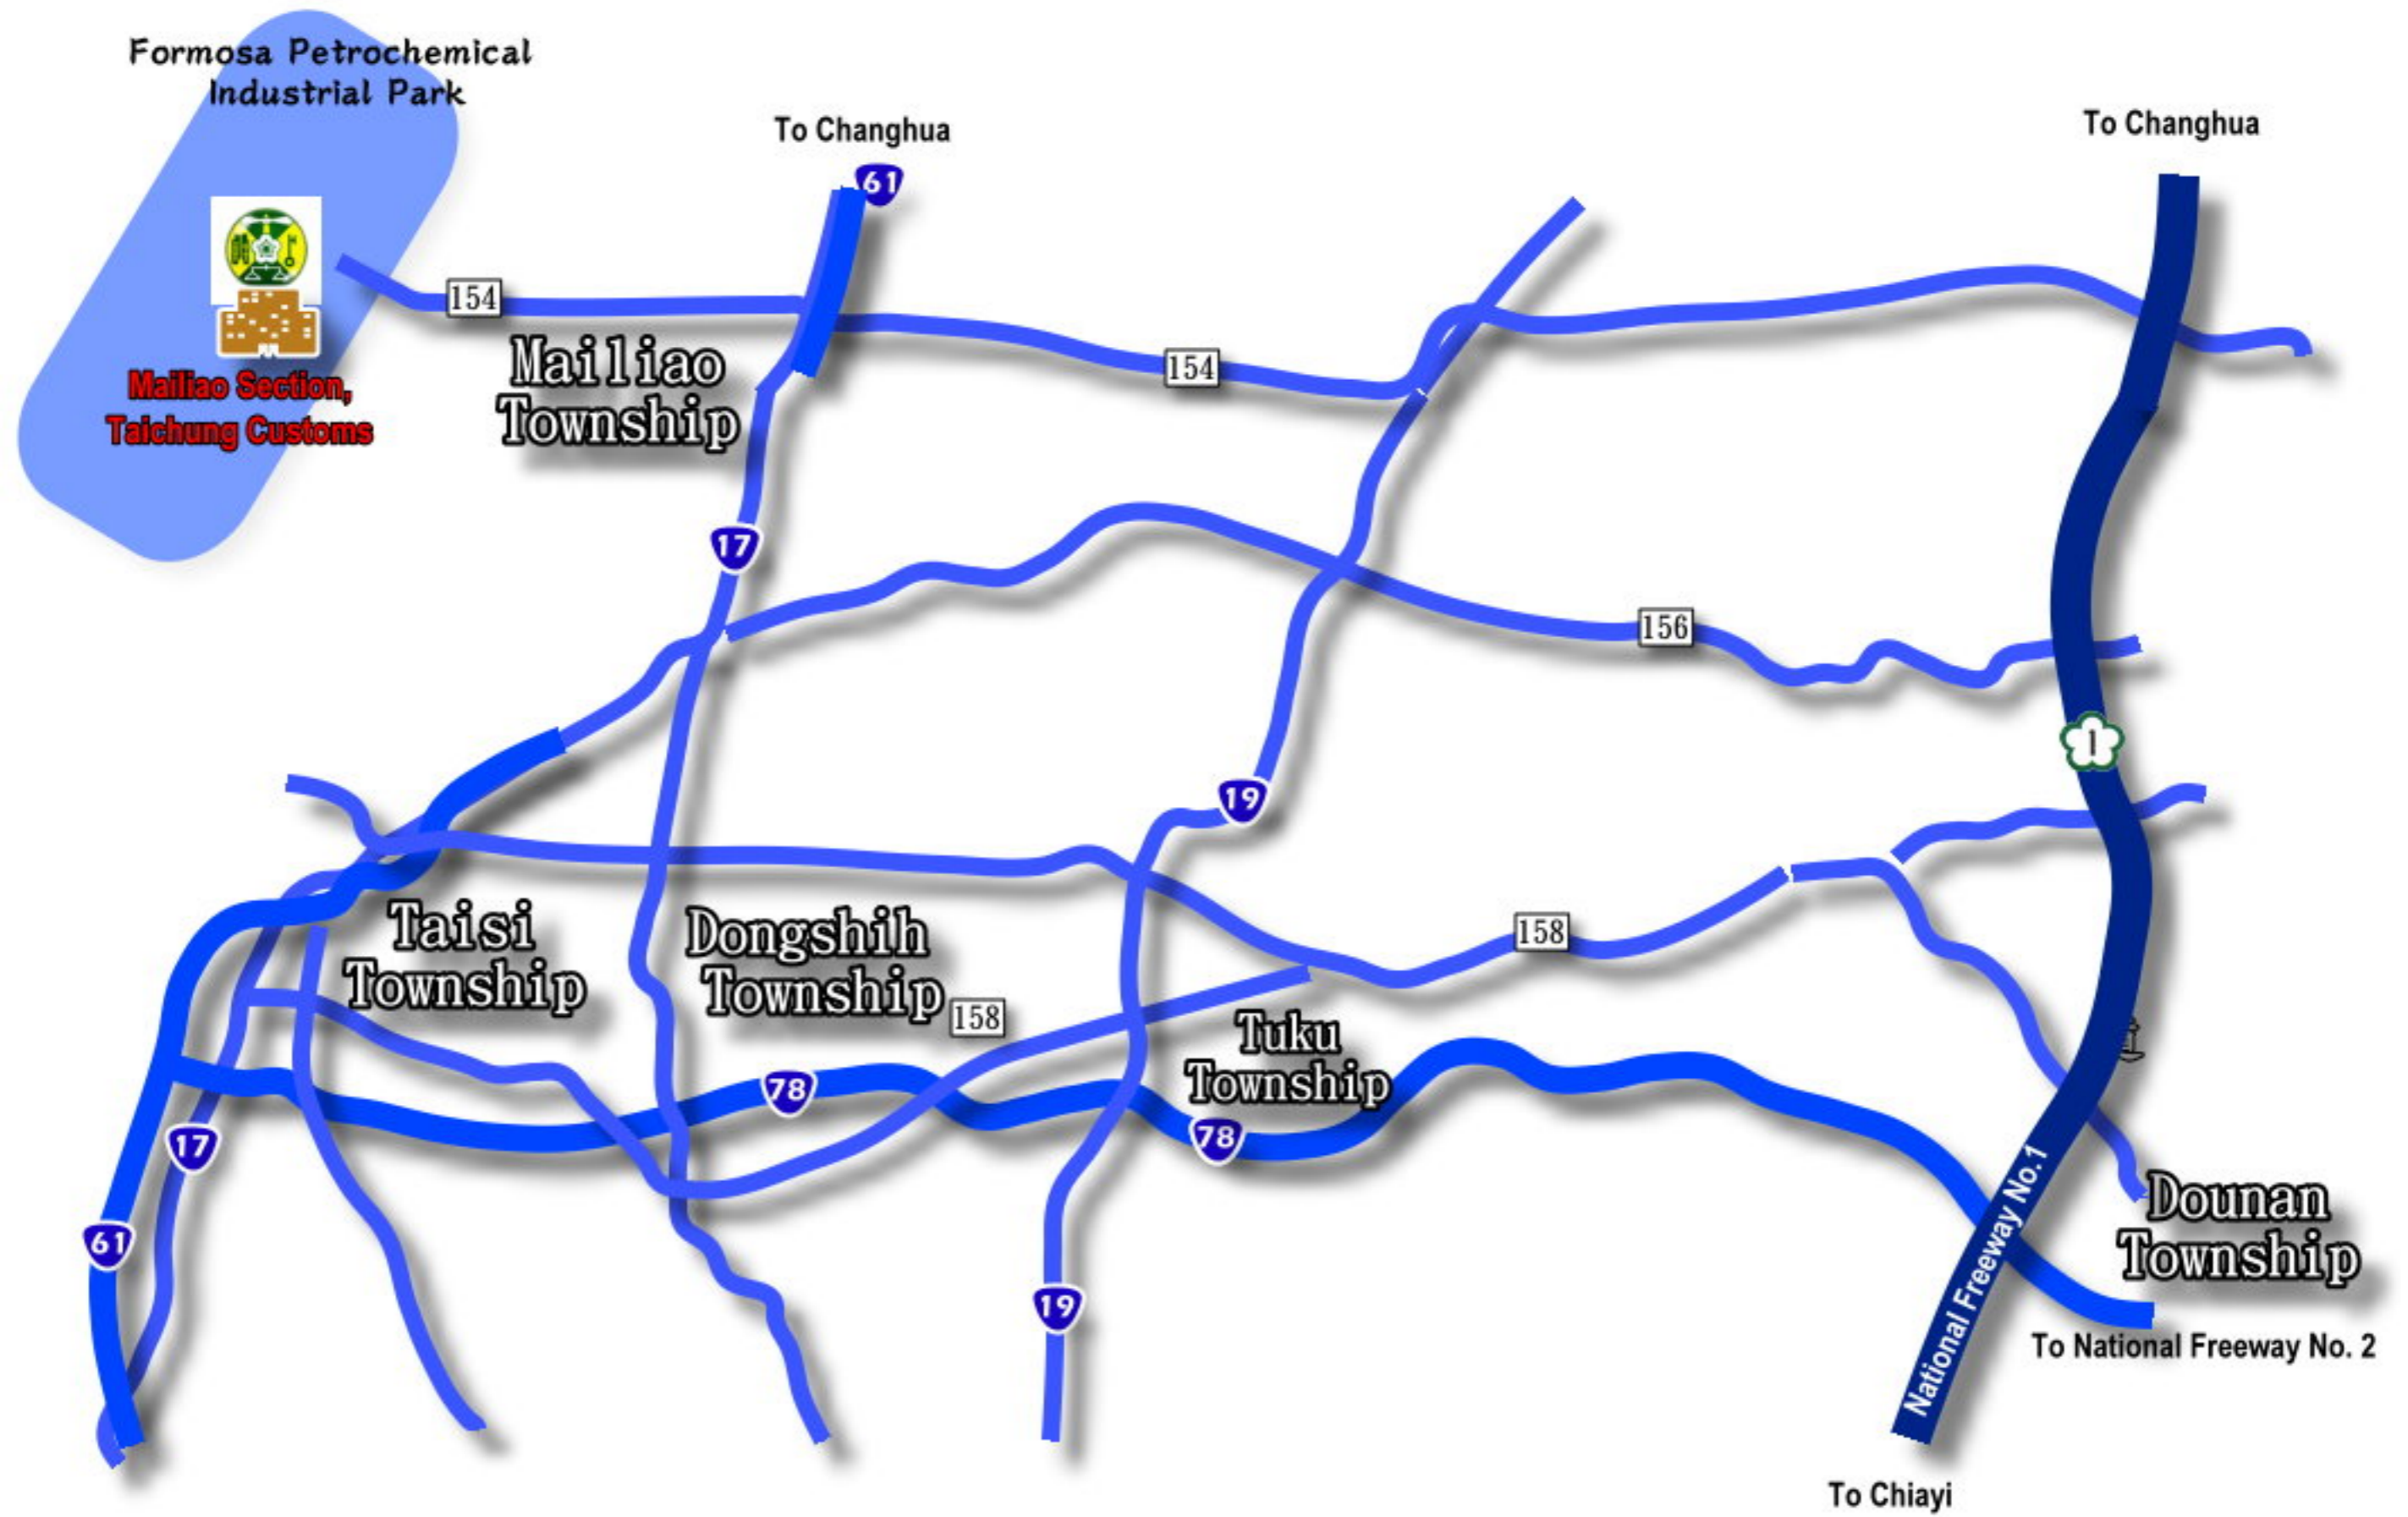 Formosa Petrochemical
Industrial Park
To Changhua
To Changhua
61
154
Mailiao Section,
Taichung Customs
Mailiao
Township
154
17
156
1
19
Taisi
Township
Dongshih
Township
158
158
Tuku
Township
78
78
17
61
19
National Freeway No.1
Dounan
Township
To National Freeway No. 2
To Chiayi